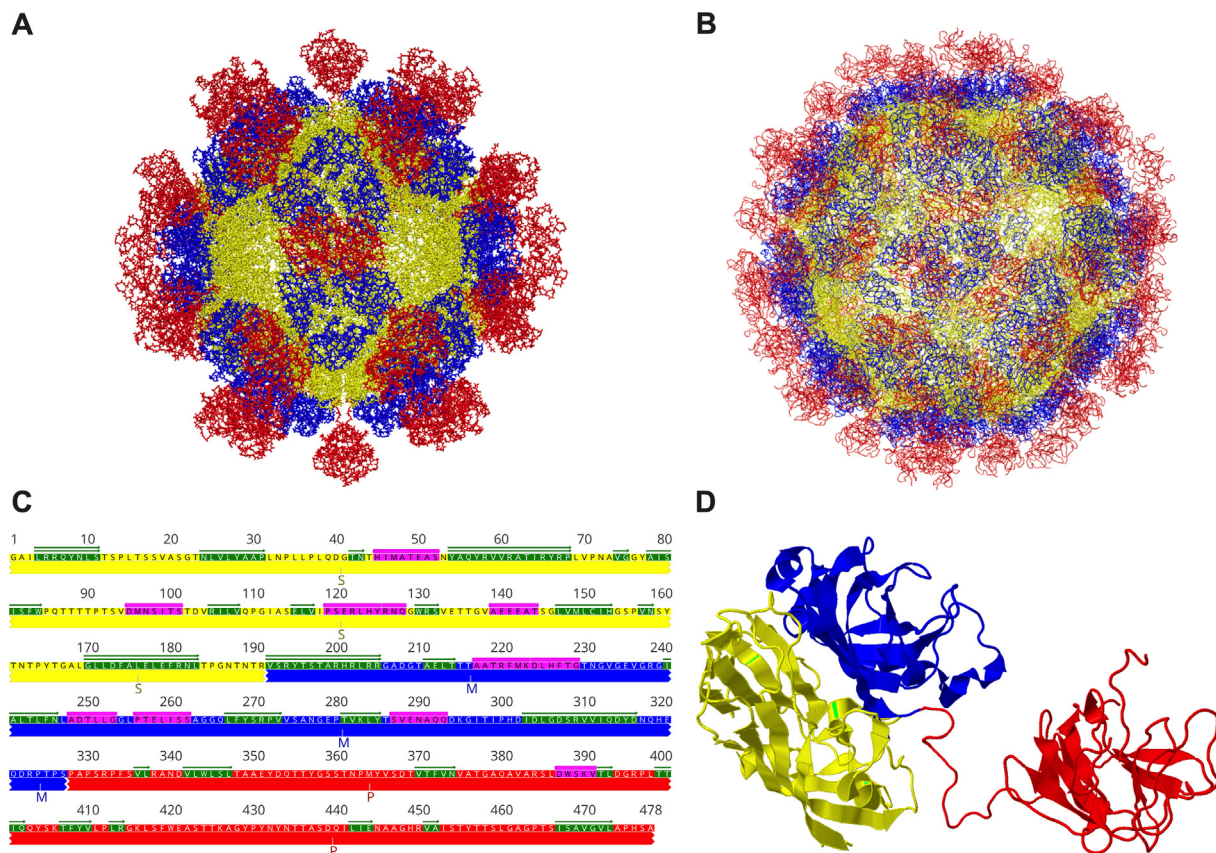 A
B
C
1 10 20 30 40 50 60 70 80
GAILRRQYNLSTSPLTSSVASGTNLVLYAAPLNPLLPLQDGTNTHIMATEASNYAQYRVVRATIRYRPLVPNAVGGYAIS
S
90 100 110 120 130 140 150 160
ISFWPQTTTTPTSVDMNSITSTDVRILVQPGIASELVIPSERLHYRNQGWRSVETTGVAEEEATSGLVMLCIHGSPVNSY
S
170 180 190 200 210 220 230 240
TNTPYTGALGLLDFALELEFRNLTPGNTNTRVSRYTSTARHRLRRGADGTAELTTTAATRFMKDLHFTGTNGVGEVGRGI
S M
250 260 270 280 290 300 310 320
ALTLFNLADTLLGGLPTELISSAGGQLFYSRPVVSANGEPTVKLYTSVENAQQDKGITIPHDIDLGDSRVVIQDYDNQHE
M
330 340 350 360 370 380 390 400
QDRPTPSPAPSRPFSVLRANDVLWLSLTAAEYDQTTYGSSTNPMYVSDTVTFVNVATGAQAVARSLDWSKVTLDGRPLTT
M P
410 420 430 440 450 460 478
TQQYSKTFYVLPLRGKLSFWEASTTKAGYPYNYNTTASDQILIENAAGHRVAISTYTTSLGAGPTSISAVGVLAPHSA
P
D